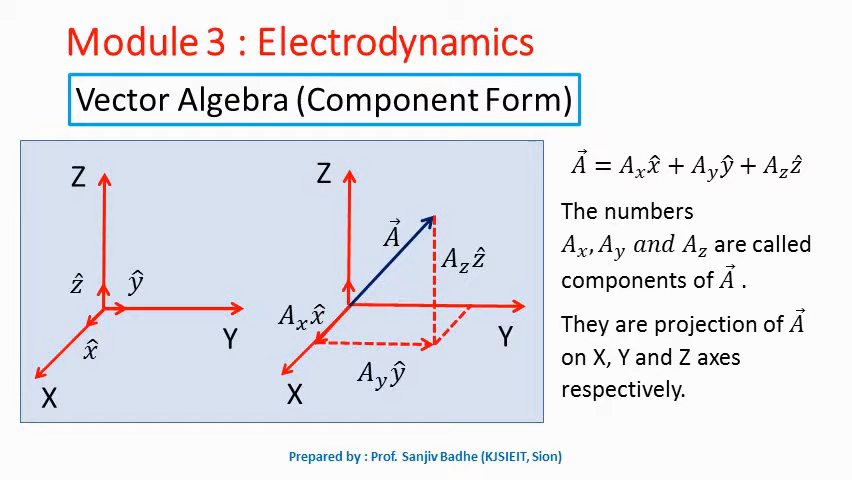 Module 3 : Electrodynamics
Vector Algebra (Component Form)
Z
ẑ
ŷ
x̂
Y
X
Z
A⃗
A_z ẑ
A_x x̂
A_y ŷ
Y
X
A⃗ = A_x x̂ + A_y ŷ + A_z ẑ
The numbers
A_x, A_y and A_z are called
components of A⃗ .
They are projection of A⃗
on X, Y and Z axes
respectively.
Prepared by : Prof. Sanjiv Badhe (KJSIEIT, Sion)